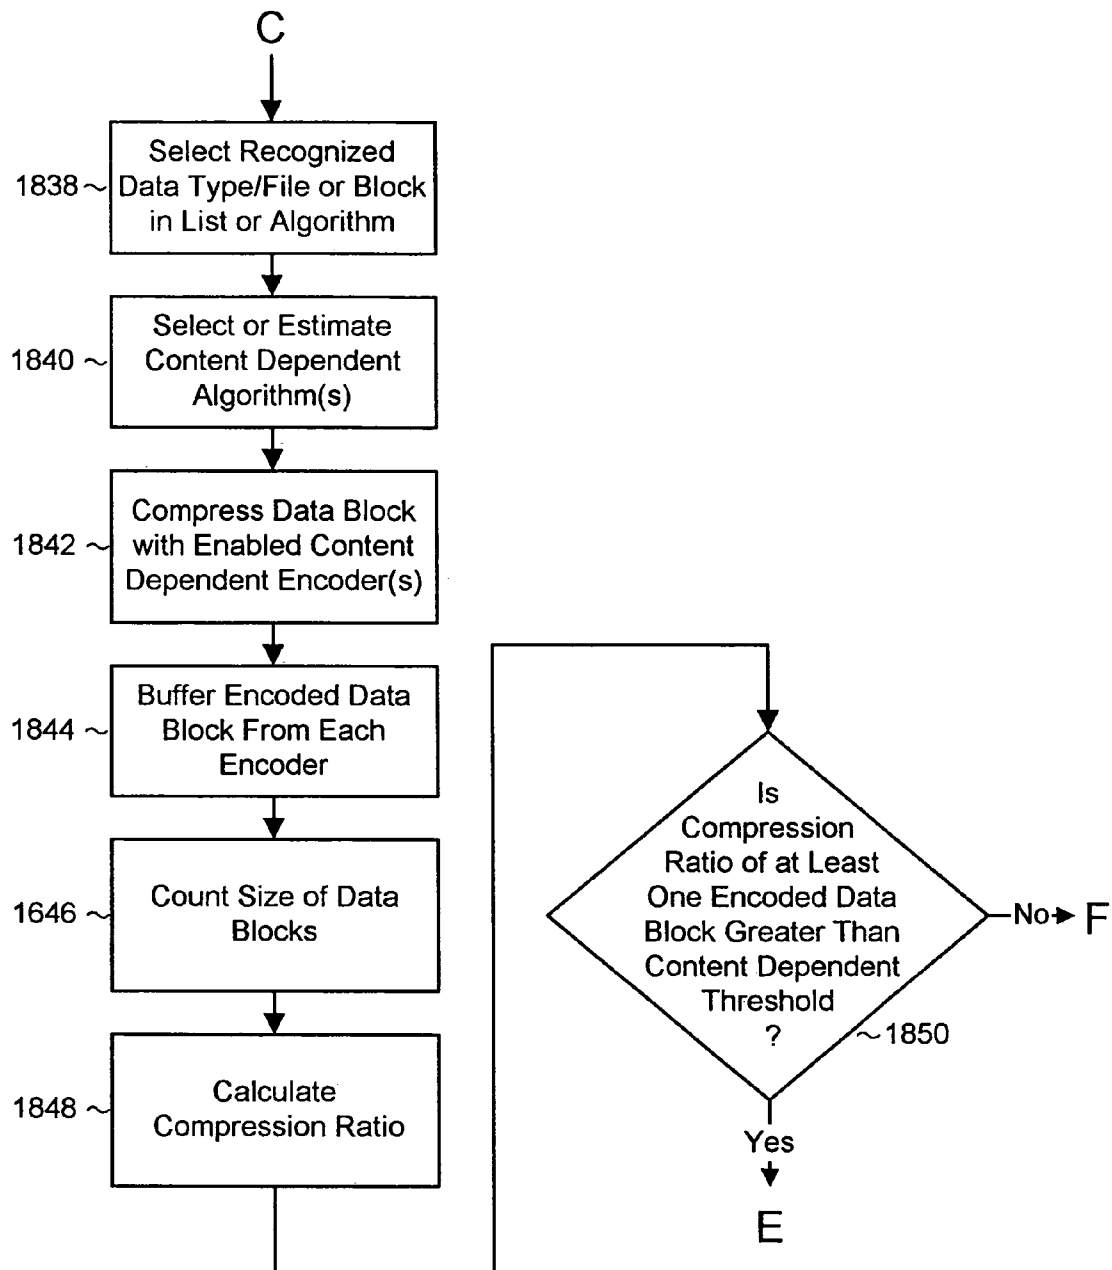 C
1838
Select Recognized
Data Type/File or Block
in List or Algorithm
1840
Select or Estimate
Content Dependent
Algorithm(s)
1842
Compress Data Block
with Enabled Content
Dependent Encoder(s)
1844
Buffer Encoded Data
Block From Each
Encoder
1646
Count Size of Data
Blocks
1848
Calculate
Compression Ratio
Is
Compression
Ratio of at Least
One Encoded Data
Block Greater Than
Content Dependent
Threshold
?
1850
No
F
Yes
E